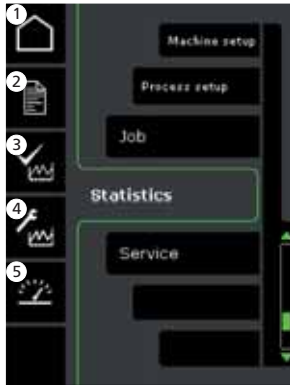 1
Machine setup
2
Process setup
3
Job
Statistics
4
Service
5